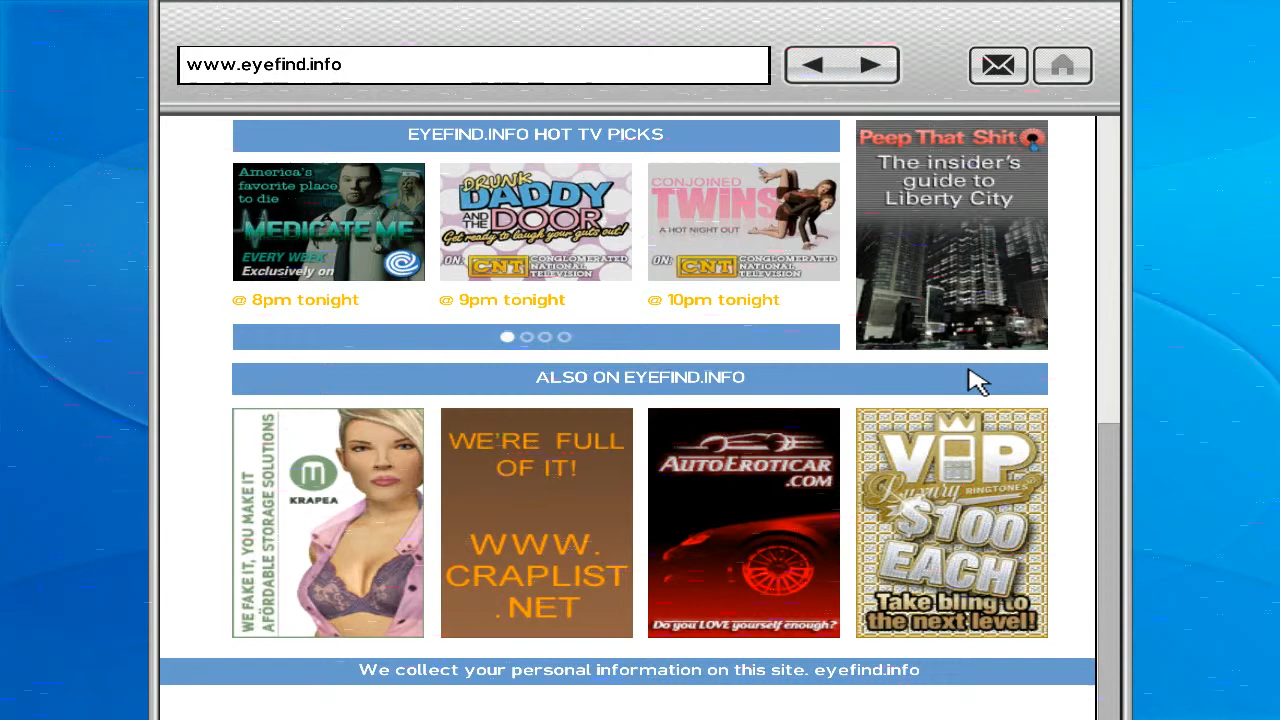 www.eyefind.info
EYEFIND.INFO HOT TV PICKS
America's
favorite place
to die
MEDICATE ME
EVERY WEEK
Exclusively on
@ 8pm tonight
DRUNK
DADDY
AND THE
DOOR
Get ready to laugh your guts out!
ON: CNT CONGLOMERATED
NATIONAL
TELEVISION
@ 9pm tonight
CONJOINED
TWINS
A HOT NIGHT OUT
ON: CNT CONGLOMERATED
NATIONAL
TELEVISION
@ 10pm tonight
Peep That Shit
The insider's
guide to
Liberty City
ALSO ON EYEFIND.INFO
WE FAKE IT, YOU MAKE IT
AFFORDABLE STORAGE SOLUTIONS
M
KRAPEA
WE'RE FULL
OF IT!
WWW.
CRAPLIST
.NET
AUTOEROTICAR
.COM
Do you LOVE yourself enough?
VIP
Luxury RINGTONES
$100
EACH
Take bling to
the next level!
We collect your personal information on this site. eyefind.info